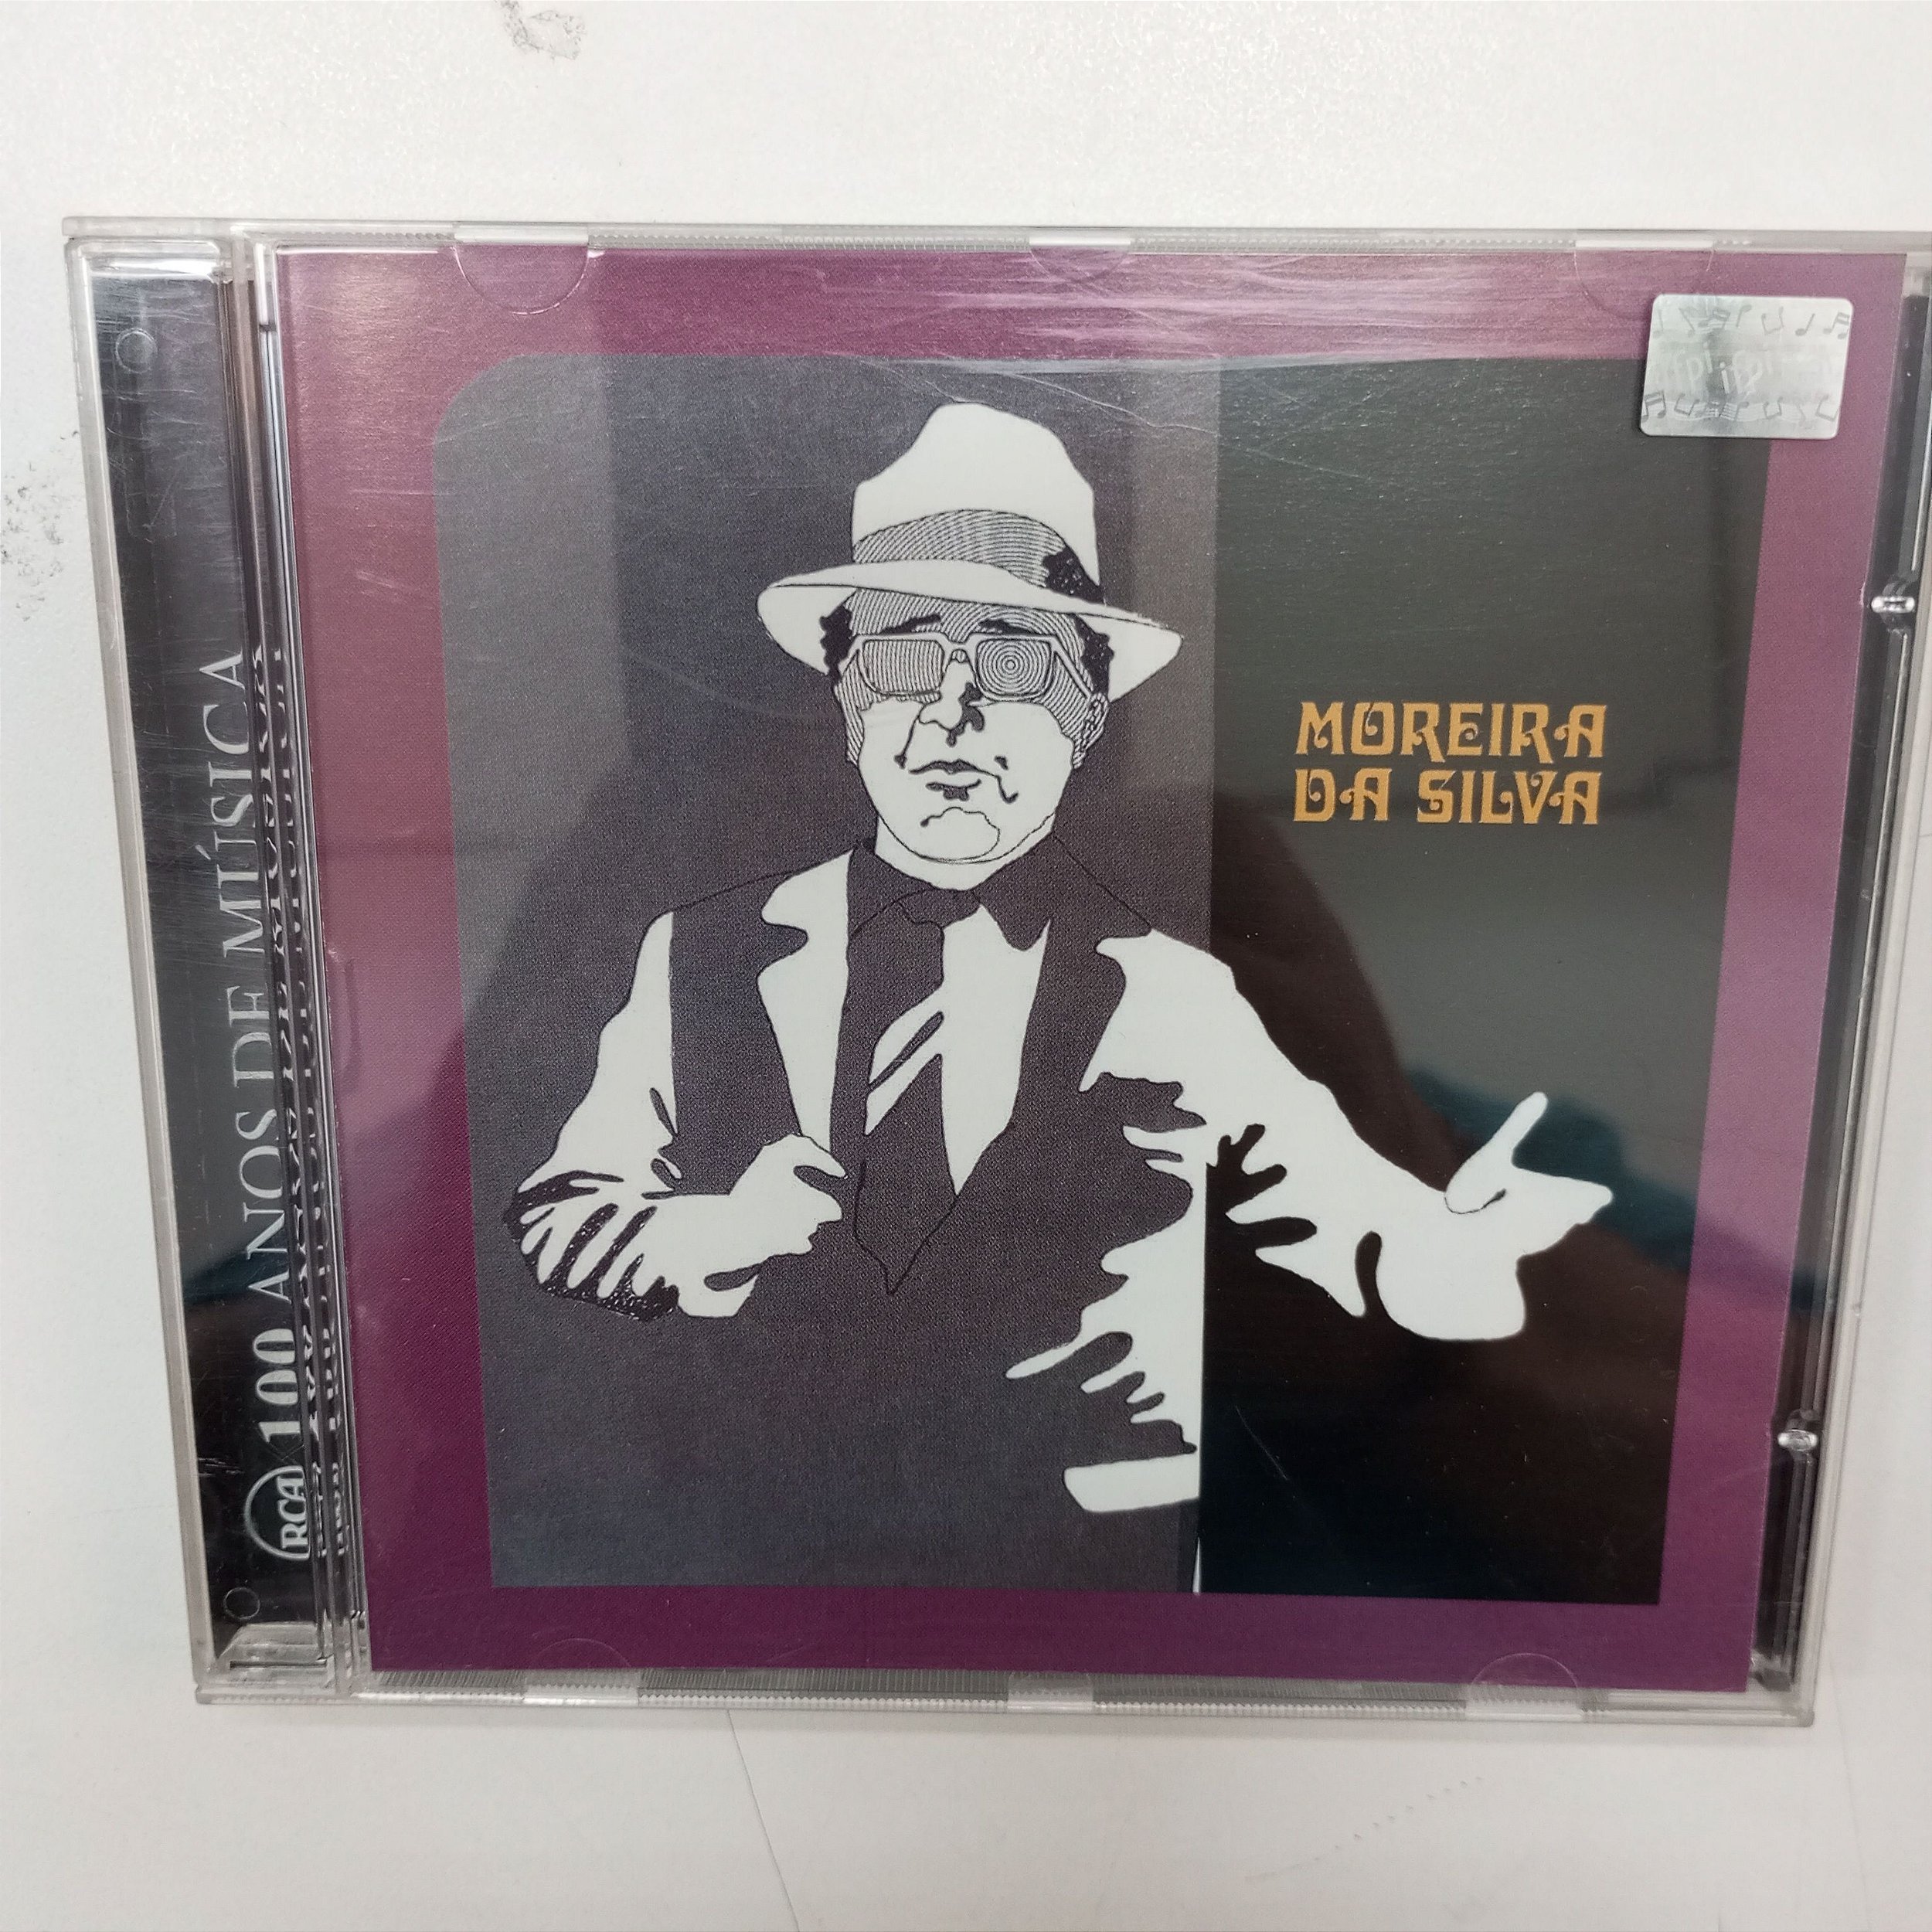 MOREIRA
DA SILVA
RCA 100 ANOS DE MÚSICA